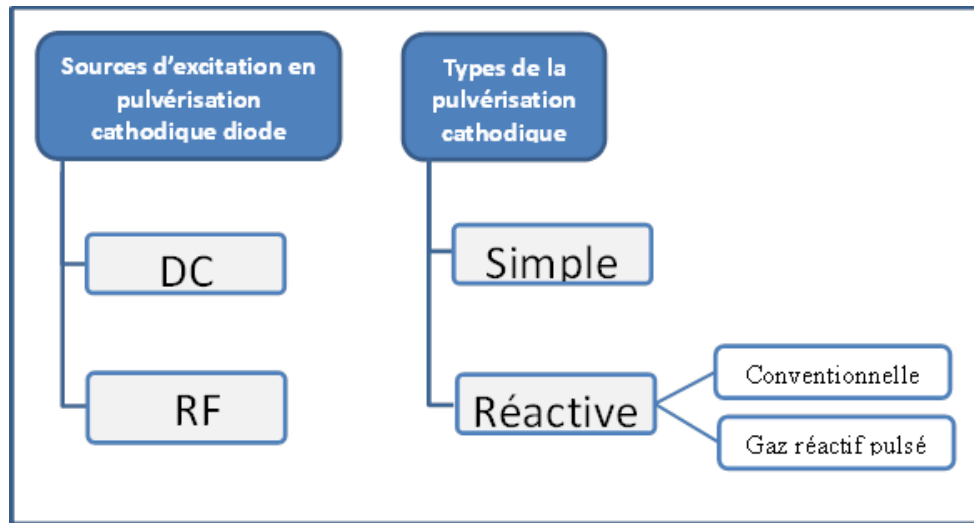 Sources d'excitation en
pulvérisation
cathodique diode
DC
RF
Types de la
pulvérisation
cathodique
Simple
Réactive
Conventionnelle
Gaz réactif pulsé